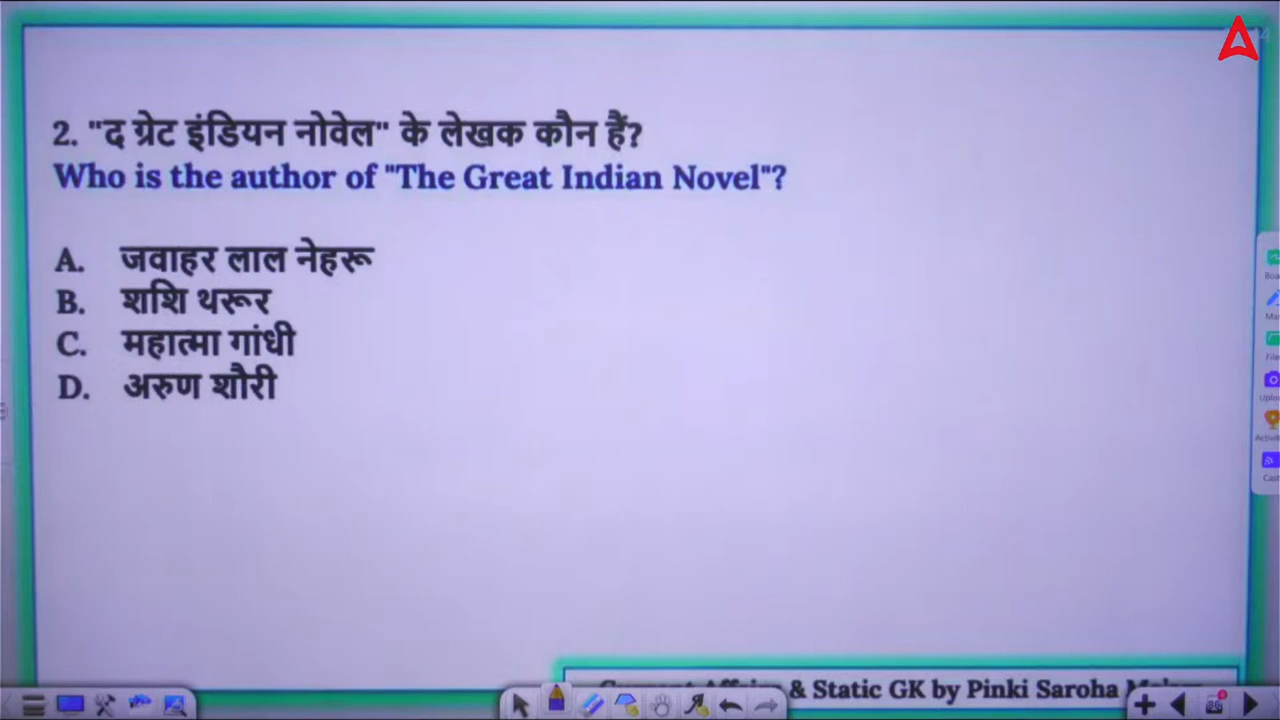 2. "द ग्रेट इंडियन नोवेल" के लेखक कौन हैं?
Who is the author of "The Great Indian Novel"?
A. जवाहर लाल नेहरू
B. शशि थरूर
C. महात्मा गांधी
D. अरुण शौरी
& Static GK by Pinki Saroha